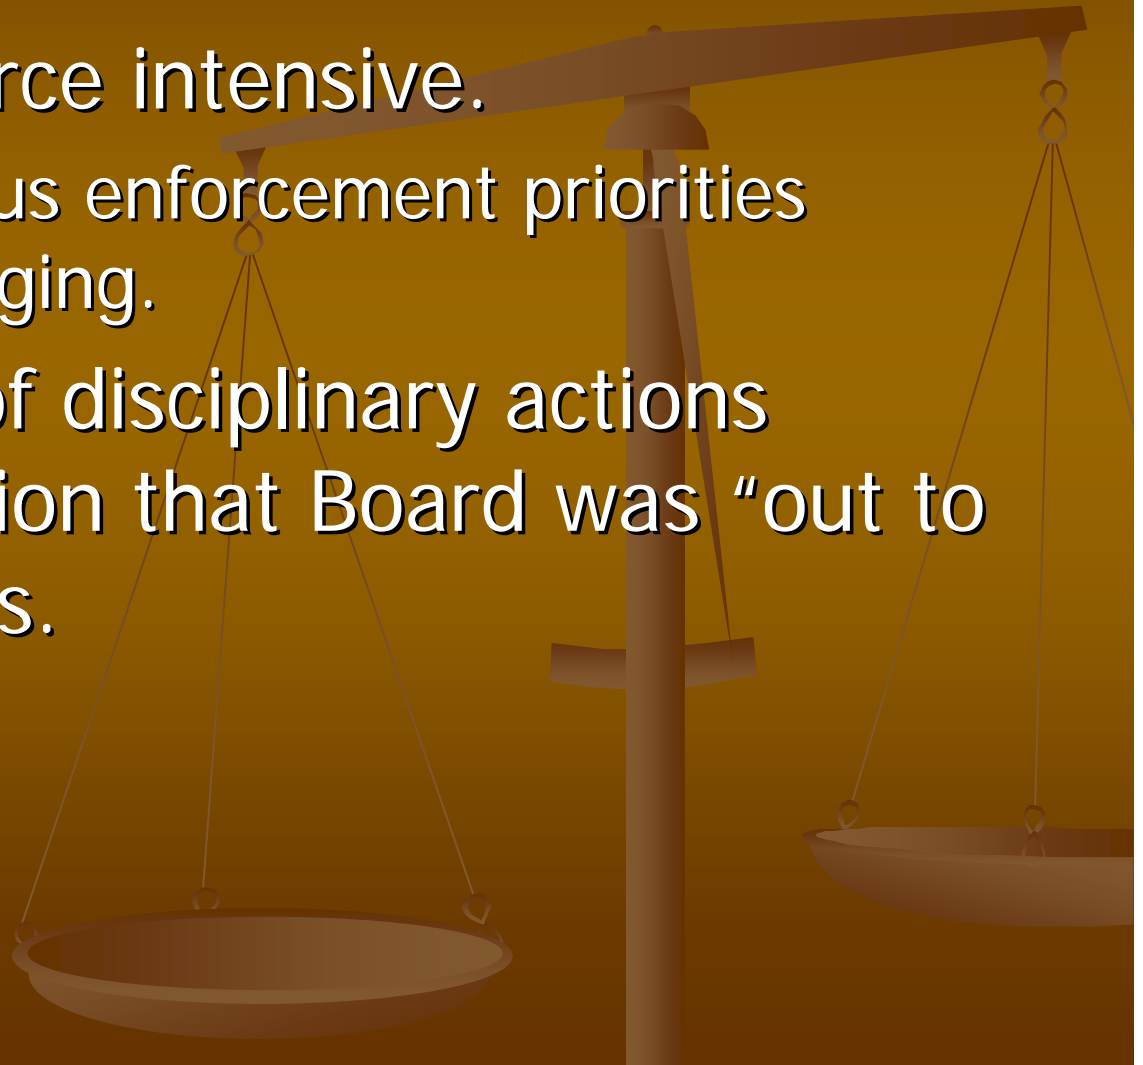 rce intensive.
us enforcement priorities
ging.
of disciplinary actions
ion that Board was “out to
s.